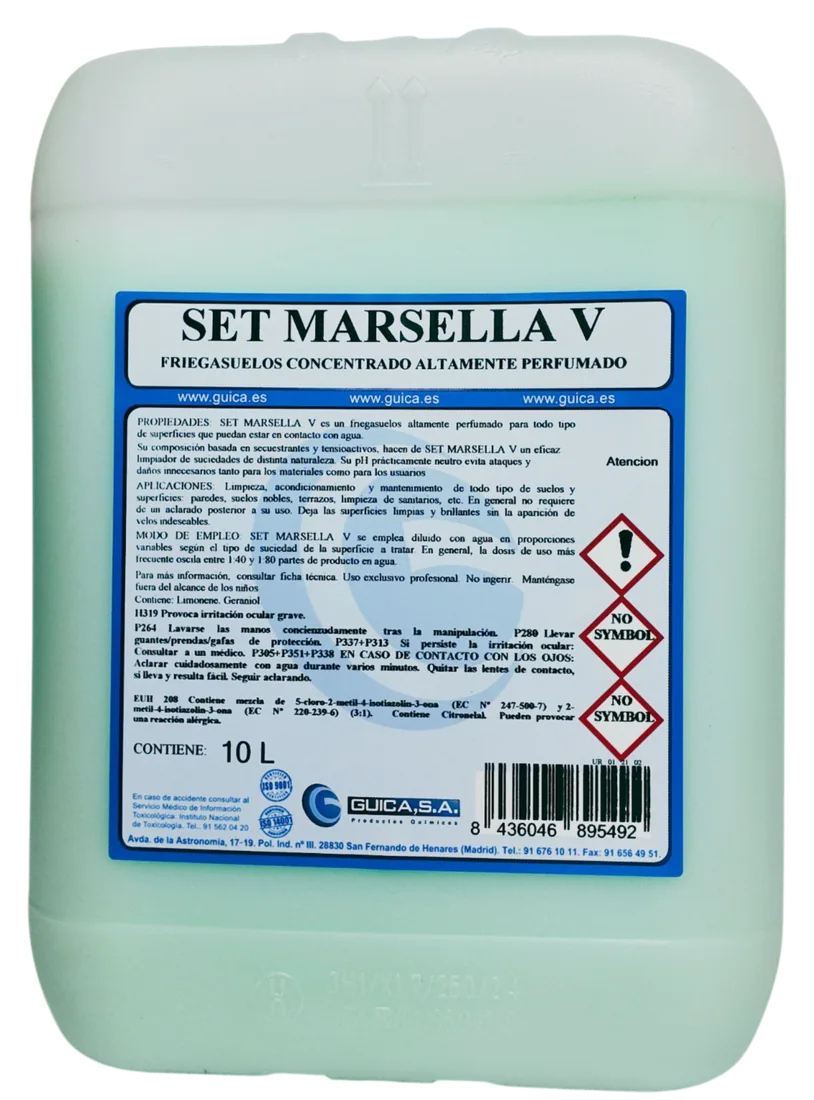 SET MARSELLA V
FRIEGASUELOS CONCENTRADO ALTAMENTE PERFUMADO
www.guica.es www.guica.es www.guica.es
PROPIEDADES: SET MARSELLA V es un friegasuelos altamente perfumado para todo tipo
de superficies que puedan estar en contacto con agua.
Su composición basada en secuestrantes y tensioactivos, hacen de SET MARSELLA V un eficaz
limpiador de suciedades de distinta naturaleza. Su pH prácticamente neutro evita ataques y
daños innecesarios tanto para los materiales como para los usuarios
Atencion
APLICACIONES: Limpieza, acondicionamiento y mantenimiento de todo tipo de suelos y
superficies: paredes, suelos nobles, terrazos, limpieza de sanitarios, etc. En general no requiere
de un aclarado posterior a su uso. Deja las superficies limpias y brillantes sin la aparición de
velos indeseables.
MODO DE EMPLEO: SET MARSELLA V se emplea diluido con agua en proporciones
variables según el tipo de suciedad de la superficie a tratar. En general, la dosis de uso más
frecuente oscila entre 1:40 y 1:80 partes de producto en agua.
Para más información, consultar ficha técnica. Uso exclusivo profesional. No ingerir. Manténgase
fuera del alcance de los niños
Contiene: Limonene, Geraniol
H319 Provoca irritación ocular grave.
P264 Lavarse las manos concienzudamente tras la manipulación. P280 Llevar
guantes/prendas/gafas de protección. P337+P313 Si persiste la irritación ocular:
Consultar a un médico. P305+P351+P338 EN CASO DE CONTACTO CON LOS OJOS:
Aclarar cuidadosamente con agua durante varios minutos. Quitar las lentes de contacto,
si lleva y resulta fácil. Seguir aclarando.
NO
SYMBOL
EUH 208 Contiene mezcla de 5-cloro-2-metil-4-isotiazolin-3-ona (EC Nº 247-500-7) y 2-
metil-4-isotiazolin-3-ona (EC Nº 220-239-6) (3:1). Contiene Citronelal. Pueden provocar
una reacción alérgica.
NO
SYMBOL
CONTIENE: 10 L
UR 01 21 02
En caso de accidente consultar al
Servicio Médico de Información
Toxicológica. Instituto Nacional
de Toxicología. Tel.. 91 562 04 20
ISO 9001
ISO 14001
GUICA,S.A.
Productos Químicos
8 436046 895492
Avda. de la Astronomía, 17-19. Pol. Ind. nº III. 28830 San Fernando de Henares (Madrid). Tel.: 91 676 10 11. Fax: 91 656 49 51.